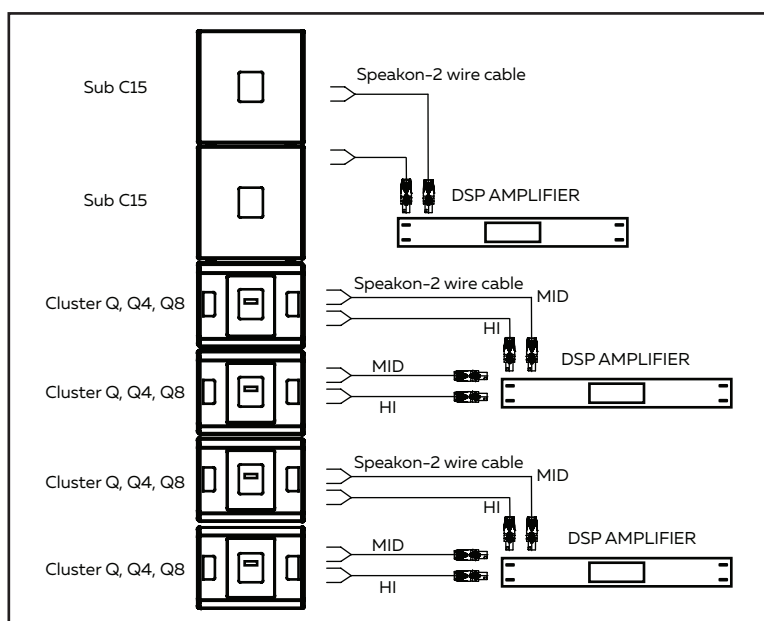 Sub C15
Speakon-2 wire cable
Sub C15
DSP AMPLIFIER
Cluster Q, Q4, Q8
Speakon-2 wire cable
MID
HI
Cluster Q, Q4, Q8
MID
HI
DSP AMPLIFIER
Cluster Q, Q4, Q8
Speakon-2 wire cable
MID
HI
Cluster Q, Q4, Q8
MID
HI
DSP AMPLIFIER